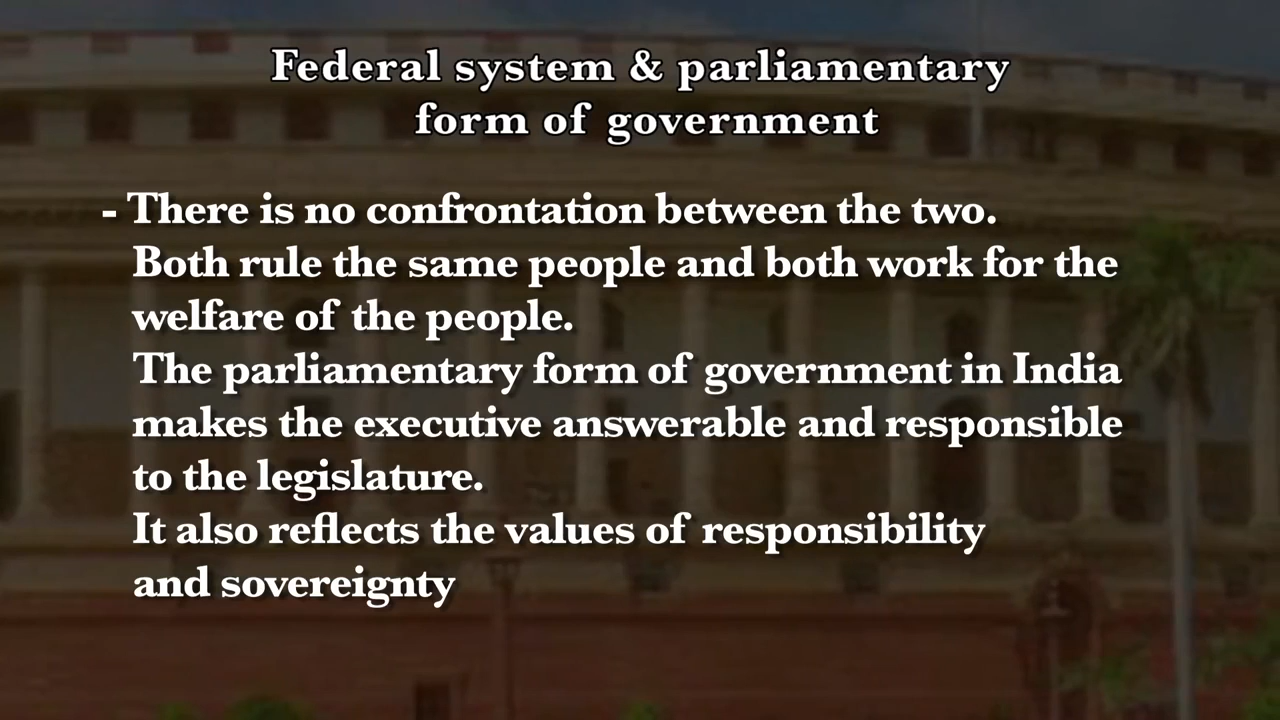 Federal system & parliamentary
form of government
- There is no confrontation between the two.
Both rule the same people and both work for the
welfare of the people.
The parliamentary form of government in India
makes the executive answerable and responsible
to the legislature.
It also reflects the values of responsibility
and sovereignty